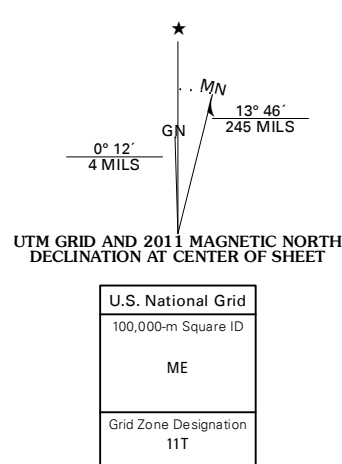 MN
GN
13° 46´
245 MILS
0° 12´
4 MILS
UTM GRID AND 2011 MAGNETIC NORTH
DECLINATION AT CENTER OF SHEET
U.S. National Grid
100,000-m Square ID
ME
Grid Zone Designation
11T